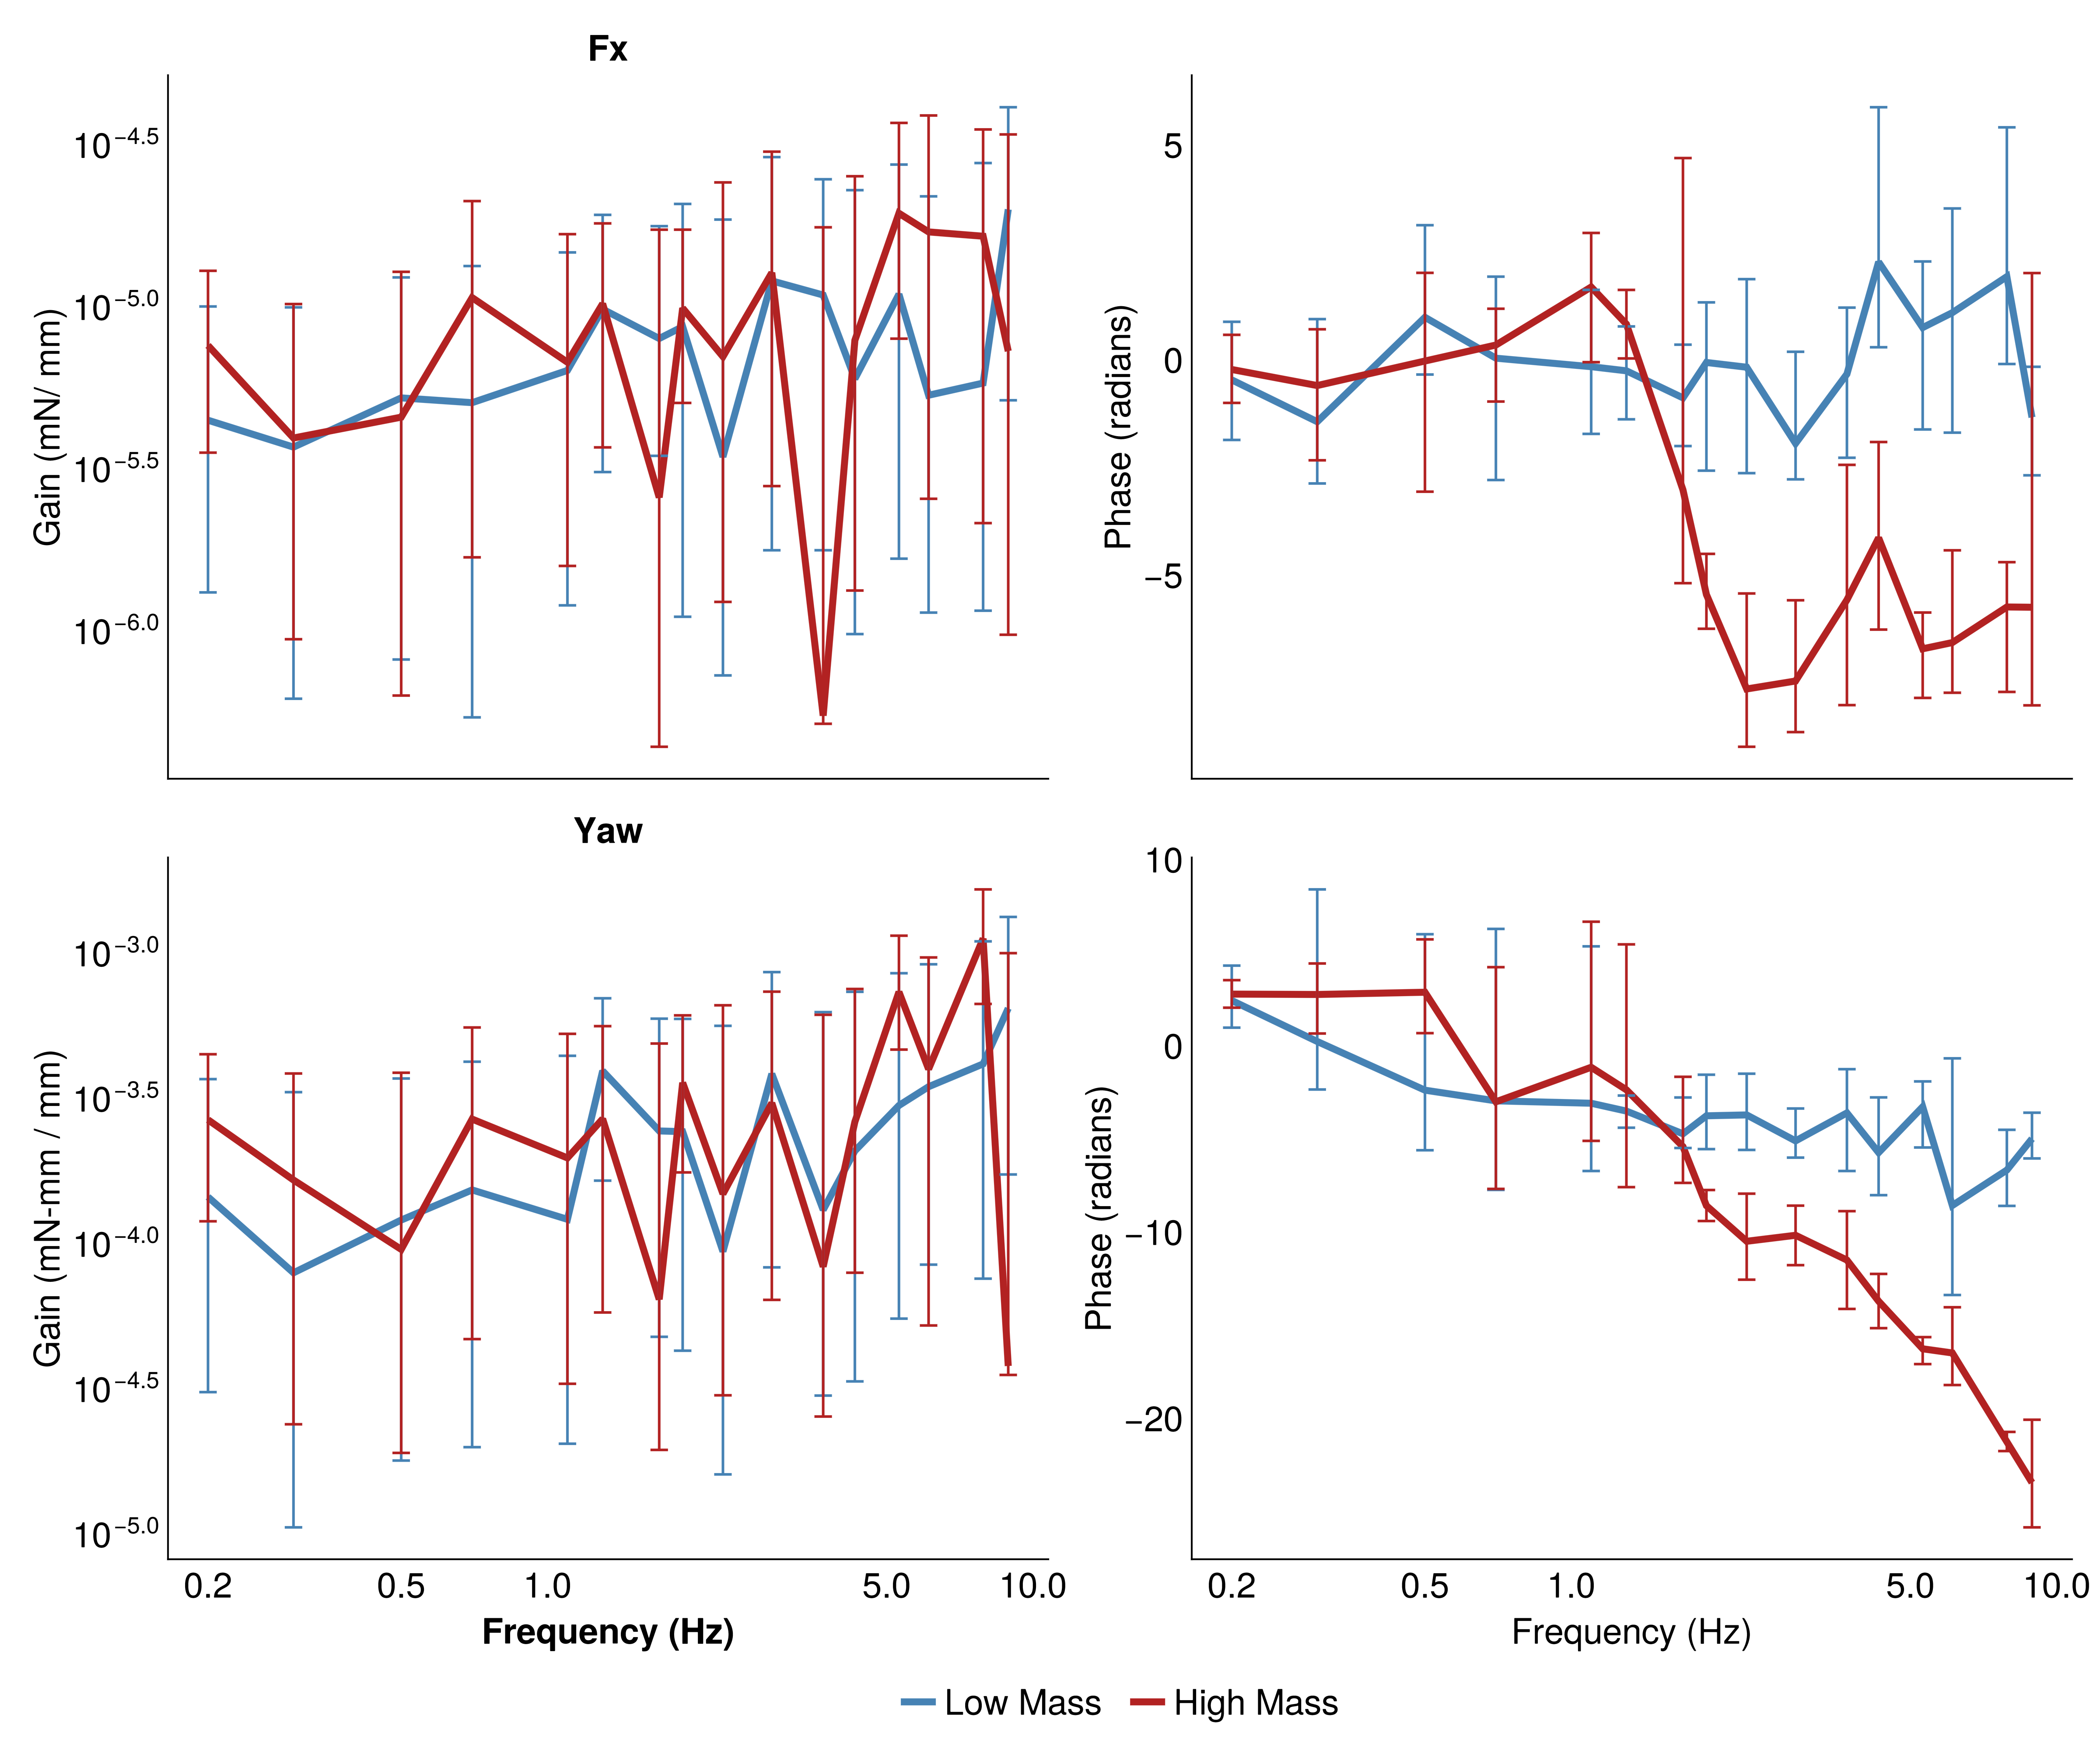 Fx
Gain (mN/ mm)
10^−4.5
10^−5.0
10^−5.5
10^−6.0
Phase (radians)
5
0
−5
Yaw
Gain (mN-mm / mm)
10^−3.0
10^−3.5
10^−4.0
10^−4.5
10^−5.0
0.2 0.5 1.0 5.0 10.0
Frequency (Hz)
Phase (radians)
10
0
−10
−20
0.2 0.5 1.0 5.0 10.0
Frequency (Hz)
Low Mass High Mass